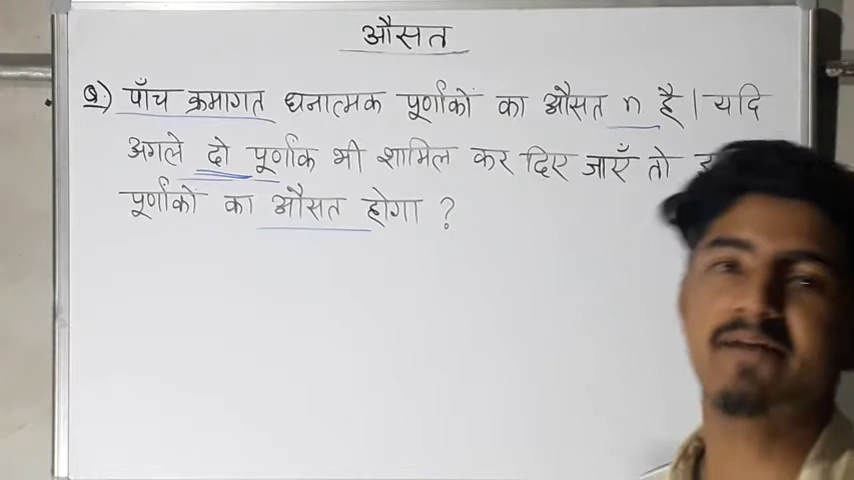 औसत
Q) पाँच क्रमागत धनात्मक पूर्णांकों का औसत n है। यदि
अगले दो पूर्णांक भी शामिल कर दिए जाएँ तो
पूर्णांकों का औसत होगा ?